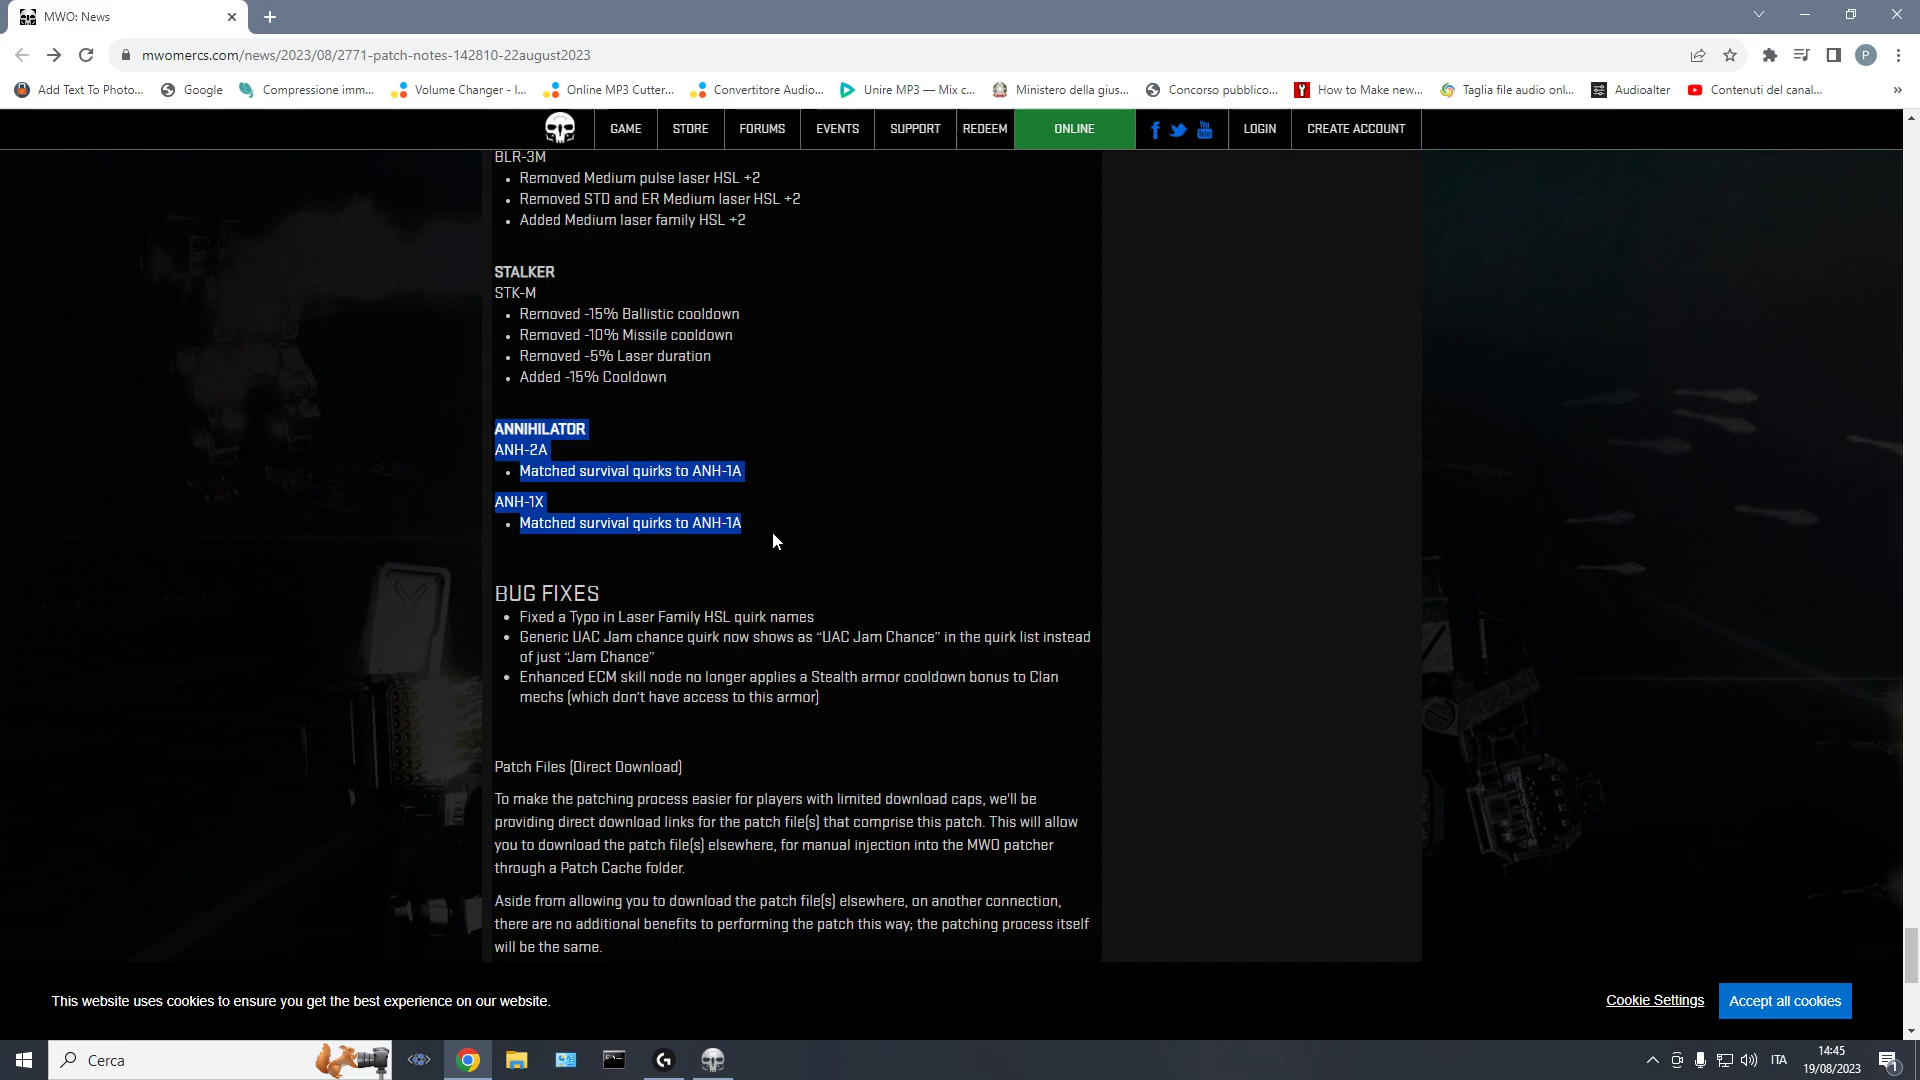 MWO: News
mwomercs.com/news/2023/08/2771-patch-notes-142810-22august2023
P
Add Text To Photo...
Google
Compressione imm...
Volume Changer - I...
Online MP3 Cutter...
Convertitore Audio...
Unire MP3 — Mix c...
Ministero della gius...
Concorso pubblico...
How to Make new...
Taglia file audio onl...
Audioalter
Contenuti del canal...
»
GAME
STORE
FORUMS
EVENTS
SUPPORT
REDEEM
ONLINE
LOGIN
CREATE ACCOUNT
BLR-3M
• Removed Medium pulse laser HSL +2
• Removed STD and ER Medium laser HSL +2
• Added Medium laser family HSL +2
STALKER
STK-M
• Removed -15% Ballistic cooldown
• Removed -10% Missile cooldown
• Removed -5% Laser duration
• Added -15% Cooldown
ANNIHILATOR
ANH-2A
• Matched survival quirks to ANH-1A
ANH-1X
• Matched survival quirks to ANH-1A
BUG FIXES
• Fixed a Typo in Laser Family HSL quirk names
• Generic UAC Jam chance quirk now shows as “UAC Jam Chance” in the quirk list instead
of just “Jam Chance”
• Enhanced ECM skill node no longer applies a Stealth armor cooldown bonus to Clan
mechs (which don't have access to this armor)
Patch Files (Direct Download)
To make the patching process easier for players with limited download caps, we'll be
providing direct download links for the patch file(s) that comprise this patch. This will allow
you to download the patch file(s) elsewhere, for manual injection into the MWO patcher
through a Patch Cache folder.
Aside from allowing you to download the patch file(s) elsewhere, on another connection,
there are no additional benefits to performing the patch this way; the patching process itself
will be the same.
This website uses cookies to ensure you get the best experience on our website.
Cookie Settings
Accept all cookies
Cerca
ITA
14:45
19/08/2023
1